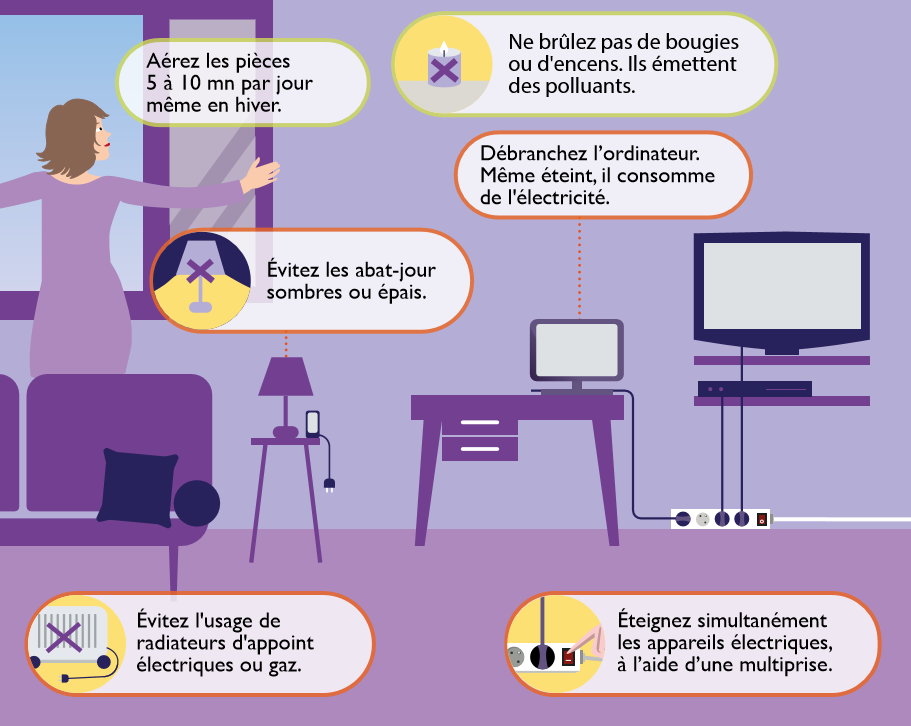 Aérez les pièces
5 à 10 mn par jour
même en hiver.
Ne brûlez pas de bougies
ou d'encens. Ils émettent
des polluants.
Débranchez l’ordinateur.
Même éteint, il consomme
de l'électricité.
Évitez les abat-jour
sombres ou épais.
Évitez l'usage de
radiateurs d'appoint
électriques ou gaz.
Éteignez simultanément
les appareils électriques,
à l’aide d’une multiprise.